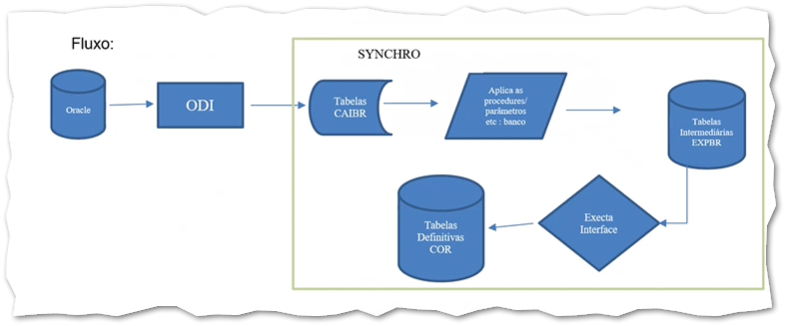 Fluxo:
SYNCHRO
Oracle
ODI
Tabelas
CAIBR
Aplica as
procedures/
parâmetros
etc : banco
Tabelas
Intermediárias
EXPBR
Execta
Interface
Tabelas
Definitivas
COR